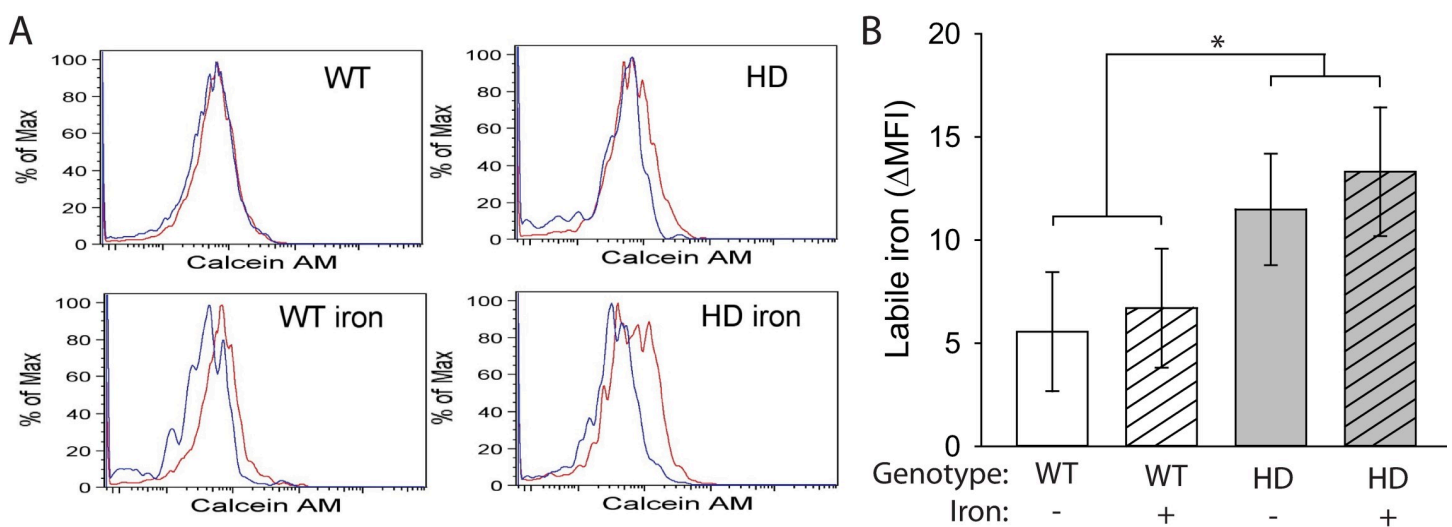 A
100
80
60
40
20
0
% of Max
WT
Calcein AM
100
80
60
40
20
0
% of Max
HD
Calcein AM
100
80
60
40
20
0
% of Max
WT iron
Calcein AM
100
80
60
40
20
0
% of Max
HD iron
Calcein AM
B
20
15
10
5
0
Labile iron (ΔMFI)
*
Genotype: WT WT HD HD
Iron: - + - +